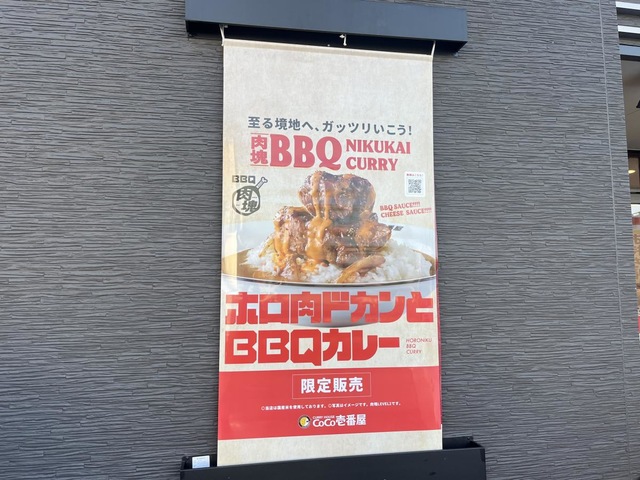 至る境地へ、ガッツリいこう!
肉塊BBQ NIKUKAI CURRY
BBQ
肉塊
BBQ SAUCE!!!!
CHEESE SAUCE!!!!
ホロ肉ドカンと
BBQカレー
HORONIKU
BBQ
CURRY
限定販売
CoCo壱番屋